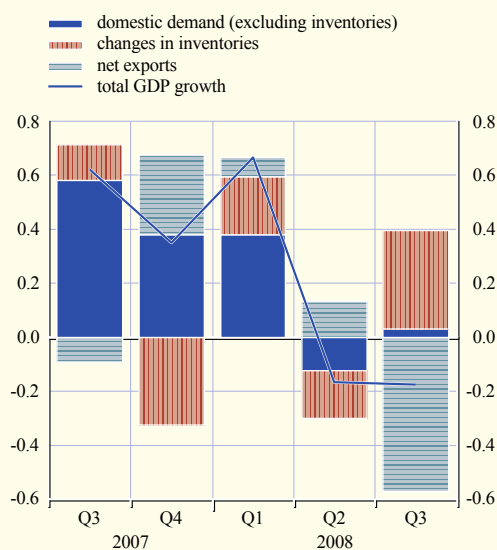 domestic demand (excluding inventories)
changes in inventories
net exports
total GDP growth
0.8 0.8
0.6 0.6
0.4 0.4
0.2 0.2
0.0 0.0
-0.2 -0.2
-0.4 -0.4
-0.6 -0.6
Q3 Q4 Q1 Q2 Q3
2007 2008